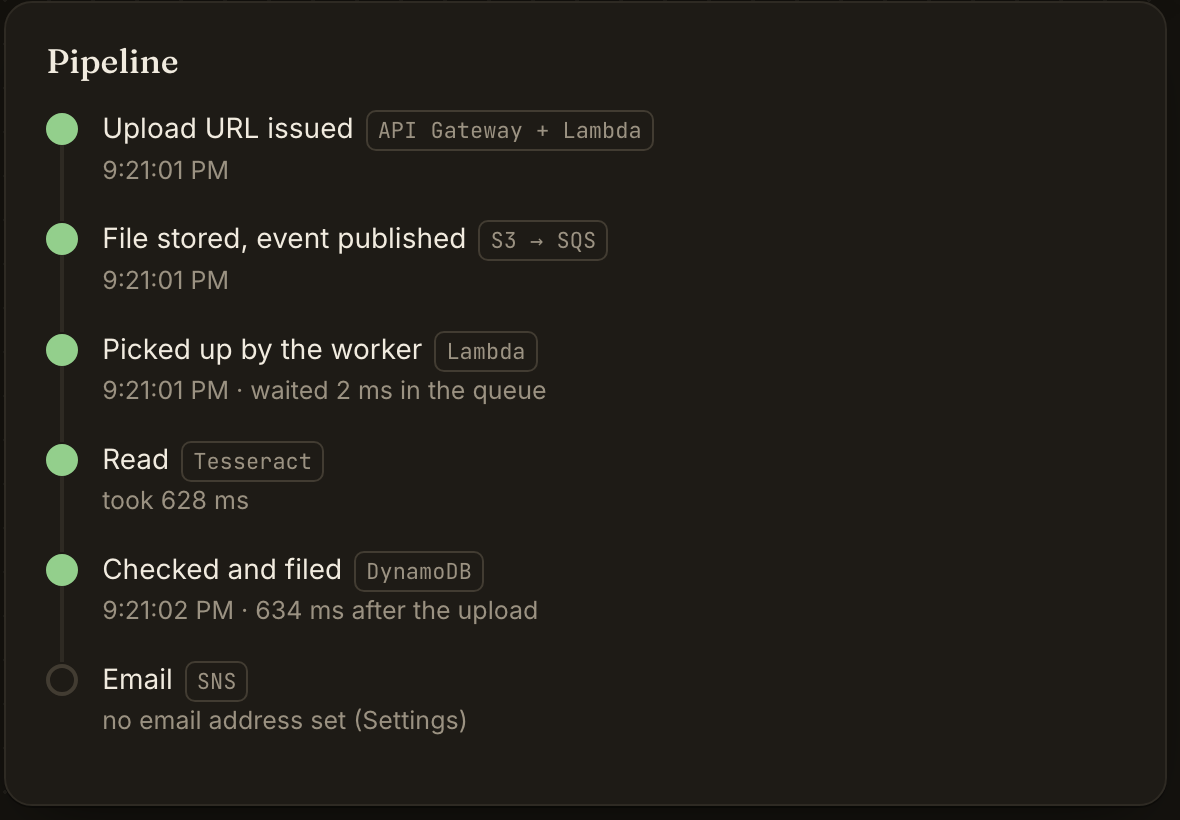 Pipeline
Upload URL issued API Gateway + Lambda
9:21:01 PM
File stored, event published S3 → SQS
9:21:01 PM
Picked up by the worker Lambda
9:21:01 PM · waited 2 ms in the queue
Read Tesseract
took 628 ms
Checked and filed DynamoDB
9:21:02 PM · 634 ms after the upload
Email SNS
no email address set (Settings)